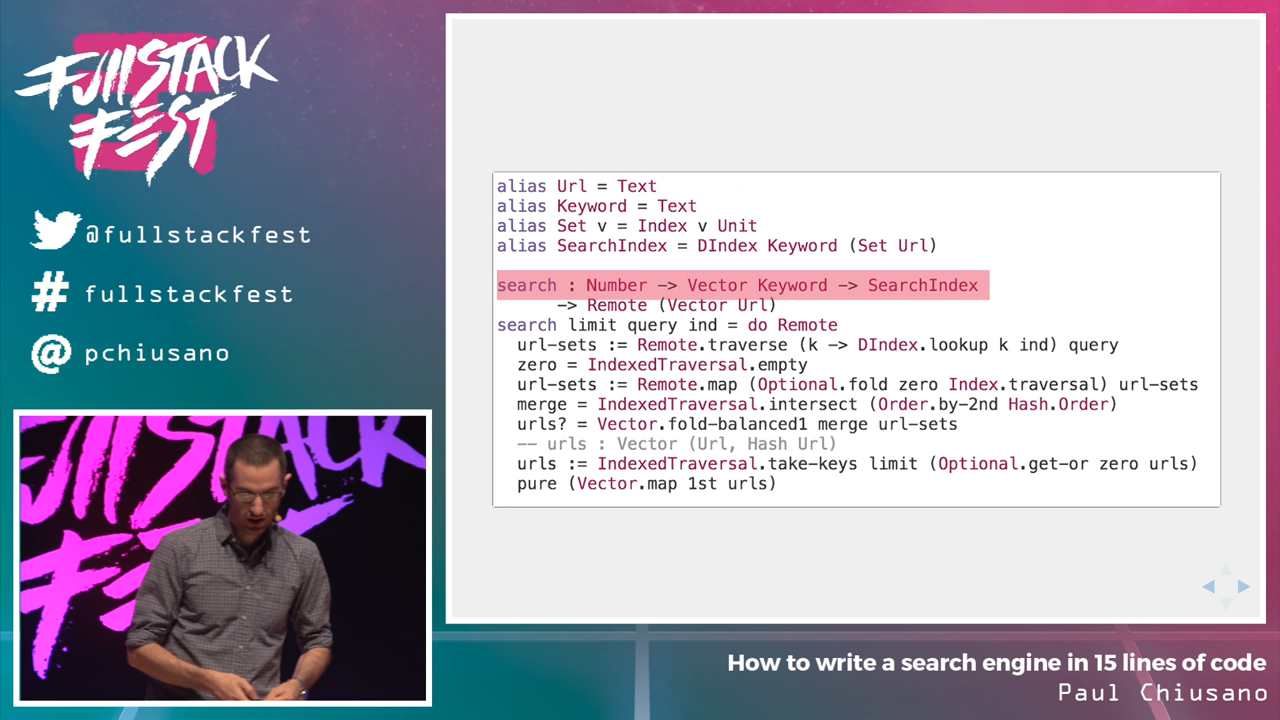 FullSTACK
FEST
@fullstackfest
# fullstackfest
@ pchiusano
alias Url = Text
alias Keyword = Text
alias Set v = Index v Unit
alias SearchIndex = DIndex Keyword (Set Url)
search : Number -> Vector Keyword -> SearchIndex
-> Remote (Vector Url)
search limit query ind = do Remote
url-sets := Remote.traverse (k -> DIndex.lookup k ind) query
zero = IndexedTraversal.empty
url-sets := Remote.map (Optional.fold zero Index.traversal) url-sets
merge = IndexedTraversal.intersect (Order.by-2nd Hash.Order)
urls? = Vector.fold-balanced1 merge url-sets
-- urls : Vector (Url, Hash Url)
urls := IndexedTraversal.take-keys limit (Optional.get-or zero urls)
pure (Vector.map 1st urls)
How to write a search engine in 15 lines of code
Paul Chiusano